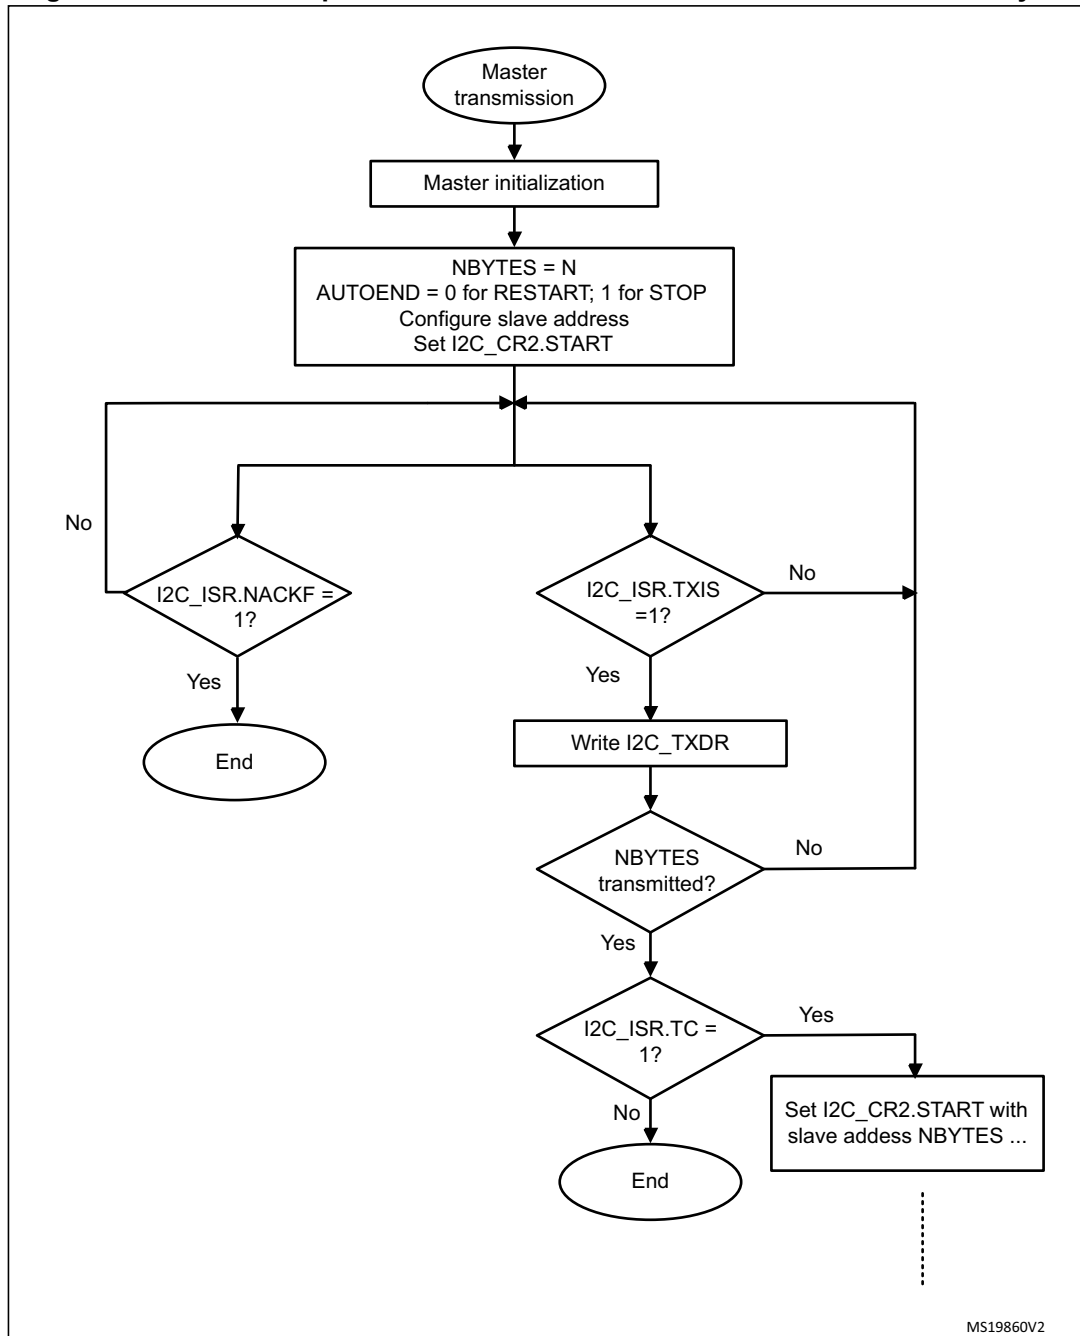 Master
transmission
Master initialization
NBYTES = N
AUTOEND = 0 for RESTART; 1 for STOP
Configure slave address
Set I2C_CR2.START
No
I2C_ISR.NACKF =
1?
Yes
End
I2C_ISR.TXIS
=1?
No
Yes
Write I2C_TXDR
NBYTES
transmitted?
No
Yes
I2C_ISR.TC =
1?
Yes
No
End
Set I2C_CR2.START with
slave addess NBYTES ...
MS19860V2